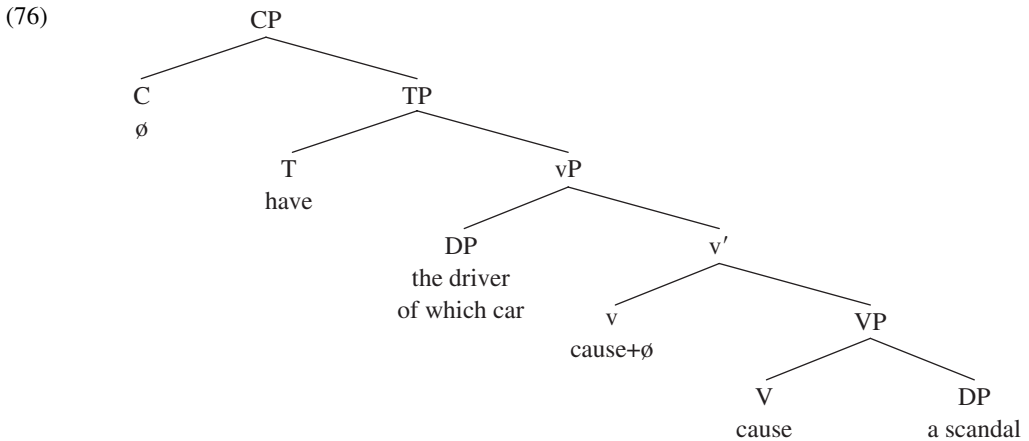 (76)
CP
C
TP
ø
T
vP
have
DP
v′
the driver
of which car
v
VP
cause+ø
V
DP
cause
a scandal